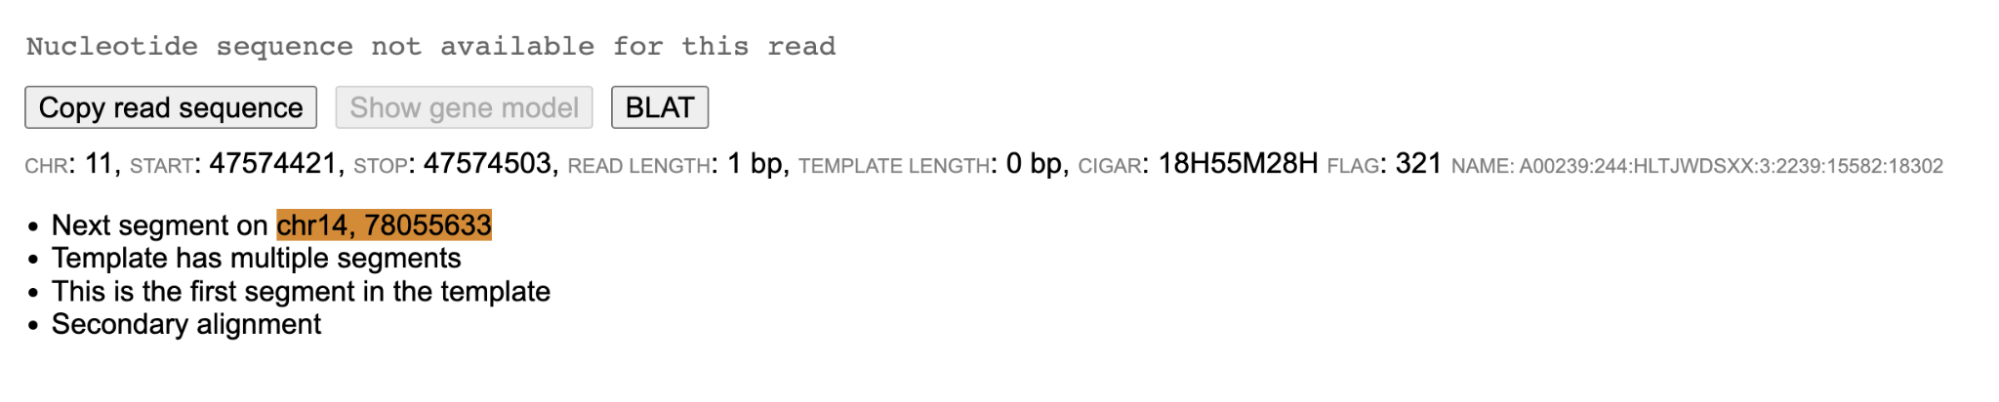 Nucleotide sequence not available for this read
Copy read sequence Show gene model BLAT
CHR: 11, START: 47574421, STOP: 47574503, READ LENGTH: 1 bp, TEMPLATE LENGTH: 0 bp, CIGAR: 18H55M28H FLAG: 321 NAME: A00239:244:HLTJWDSXX:3:2239:15582:18302
• Next segment on chr14, 78055633
• Template has multiple segments
• This is the first segment in the template
• Secondary alignment